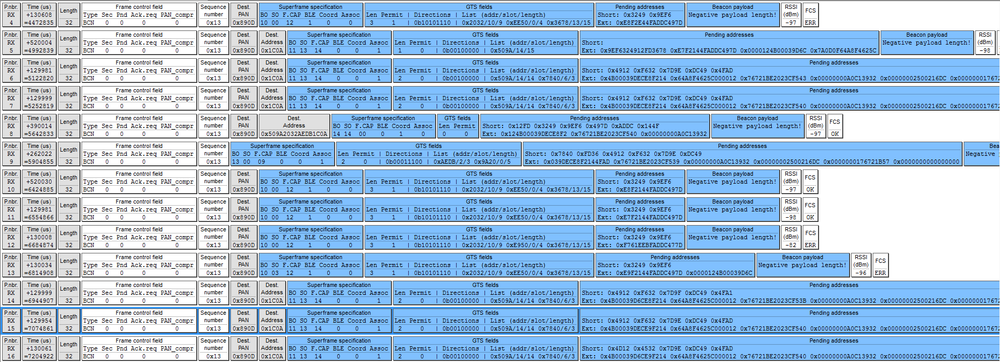 P.nbr. Time (us) Length Frame control field Sequence Dest. Superframe specification GTS fields Pending addresses Beacon payload RSSI FCS
RX +130608 Type Sec Pnd Ack.req PAN_compr number PAN BO SO F.CAP BLE Coord Assoc Len Permit | Directions | List (addr/slot/length) Short: 0x3249 0x9EF6 Negative payload length! (dBm)
4 =4472835 32 BCN 0 0 0 0 0x13 0x890D 10 00 12 1 0 0 3 1 | 0b10101110 | 0x2032/10/9 0xEE50/0/4 0x3678/13/15 Ext: 0xE8F2E44FADDC497D -97 ERR
P.nbr. Time (us) Length Frame control field Sequence Dest. Dest. Superframe specification GTS fields Pending addresses Beacon payload RSSI
RX +520004 Type Sec Pnd Ack.req PAN_compr number PAN Address BO SO F.CAP BLE Coord Assoc Len Permit | Directions | List (addr/slot/length) Short: Negative payload length! (dBm)
5 =4992839 32 BCN 0 0 0 0 0x13 0x890D 0x1C0A 11 13 14 0 0 1 1 0 | 0b00100000 | 0x509A/14/15 Ext: 0x9EF6324912FD3678 0xE7F2144FADDC497D 0x0000124B00039D6C 0x7A0D0F64A8F4625C -98
P.nbr. Time (us) Length Frame control field Sequence Dest. Dest. Superframe specification GTS fields Pending addresses
RX +129981 Type Sec Pnd Ack.req PAN_compr number PAN Address BO SO F.CAP BLE Coord Assoc Len Permit | Directions | List (addr/slot/length) Short: 0x4912 0xF632 0x7D9E 0xDC49 0x4FAD
6 =5122820 32 BCN 0 0 0 0 0x13 0x890D 0x1C0A 11 13 14 0 0 1 2 0 | 0b00100000 | 0x509A/14/14 0x7840/6/3 Ext: 0x4B00039DECE8F214 0x64A8F4625C000012 0x76721BE2023CF543 0x00000000A0C13932 0x00000002500216DC 0x000000017672
P.nbr. Time (us) Length Frame control field Sequence Dest. Dest. Superframe specification GTS fields Pending addresses
RX +129999 Type Sec Pnd Ack.req PAN_compr number PAN Address BO SO F.CAP BLE Coord Assoc Len Permit | Directions | List (addr/slot/length) Short: 0x4912 0xF632 0x7D9E 0xDC49 0x4FAD
7 =5252819 32 BCN 0 0 0 0 0x13 0x890D 0x1C0A 11 13 14 0 0 1 2 0 | 0b00100000 | 0x509A/14/14 0x7840/6/3 Ext: 0x4B00039DECE8F214 0x64A8F4625C000012 0x76721BE2023CF540 0x00000000A0C13932 0x00000002500216DC 0x000000017672
P.nbr. Time (us) Length Frame control field Sequence Dest. Dest. Superframe specification GTS fields Pending addresses Beacon payload RSSI FCS
RX +390014 Type Sec Pnd Ack.req PAN_compr number PAN Address BO SO F.CAP BLE Coord Assoc Len Permit Short: 0x12FD 0x3249 0x9EF6 0x497D 0xADDC 0x144F Negative payload length! (dBm)
8 =5642833 32 BCN 0 0 0 0 0x13 0x890D 0x509A2032AEDB1C0A 14 14 00 0 1 0 0 0 Ext: 0x124B00039DECE8F2 0x76721BE2023CF540 0x00000000A0C13932 -97 OK
P.nbr. Time (us) Length Frame control field Sequence Superframe specification GTS fields Pending addresses Bea
RX +262022 Type Sec Pnd Ack.req PAN_compr number BO SO F.CAP BLE Coord Assoc Len Permit | Directions | List (addr/slot/length) Short: 0x7840 0xFD36 0x4912 0xF632 0x7D9E 0xDC49 Negative
9 =5904855 32 BCN 0 0 0 0 0x13 13 00 09 0 0 1 2 0 | 0b00011100 | 0xAEDB/2/3 0x9A20/0/5 Ext: 0x039DECE8F2144FAD 0x76721BE2023CF539 0x00000000A0C13932 0x00000002500216DC 0x0000000176721B57 0x0000000000000000
P.nbr. Time (us) Length Frame control field Sequence Dest. Superframe specification GTS fields Pending addresses Beacon payload RSSI FCS
RX +520030 Type Sec Pnd Ack.req PAN_compr number PAN BO SO F.CAP BLE Coord Assoc Len Permit | Directions | List (addr/slot/length) Short: 0x3249 0x9EF6 Negative payload length! (dBm)
10 =6424885 32 BCN 0 0 0 0 0x13 0x890D 10 00 12 1 0 0 3 1 | 0b10101110 | 0x2032/10/9 0xEE50/0/4 0x3678/13/15 Ext: 0xE8F2144FADDC497D -97 OK
P.nbr. Time (us) Length Frame control field Sequence Dest. Superframe specification GTS fields Pending addresses Beacon payload RSSI FCS
RX +129981 Type Sec Pnd Ack.req PAN_compr number PAN BO SO F.CAP BLE Coord Assoc Len Permit | Directions | List (addr/slot/length) Short: 0x3249 0x9EF6 Negative payload length! (dBm)
11 =6554866 32 BCN 0 0 0 0 0x13 0x890D 10 00 12 1 0 0 3 1 | 0b10101110 | 0x2032/10/9 0xEE50/0/4 0x3678/13/15 Ext: 0xE7F2144FADDC497D -98 OK
P.nbr. Time (us) Length Frame control field Sequence Dest. Superframe specification GTS fields Pending addresses Beacon payload RSSI FCS
RX +130008 Type Sec Pnd Ack.req PAN_compr number PAN BO SO F.CAP BLE Coord Assoc Len Permit | Directions | List (addr/slot/length) Short: 0x3249 0x9EF6 Negative payload length! (dBm)
12 =6684874 32 BCN 0 0 0 0 0x13 0x890D 10 00 12 1 0 0 3 1 | 0b10101110 | 0x2032/10/9 0xE950/0/4 0x3678/13/15 Ext: 0xF761EEBFADDC477D -82 ERR
P.nbr. Time (us) Length Frame control field Sequence Dest. Superframe specification GTS fields Pending addresses Beacon payload RSSI FCS
RX +130034 Type Sec Pnd Ack.req PAN_compr number PAN BO SO F.CAP BLE Coord Assoc Len Permit | Directions | List (addr/slot/length) Short: 0x3249 0x9EF6 Negative payload length! (dBm)
13 =6814908 32 BCN 0 0 0 0 0x13 0x890D 10 03 12 1 0 0 3 1 | 0b10101110 | 0x2032/10/9 0xEE50/0/4 0x3678/13/15 Ext: 0xE9F2144FADDC497D 0x0000124B00039D6C -96 ERR
P.nbr. Time (us) Length Frame control field Sequence Dest. Dest. Superframe specification GTS fields Pending addresses
RX +129999 Type Sec Pnd Ack.req PAN_compr number PAN Address BO SO F.CAP BLE Coord Assoc Len Permit | Directions | List (addr/slot/length) Short: 0x4912 0xF632 0x7D9F 0xDC49 0x4FA1
14 =6944907 32 BCN 0 0 0 0 0x13 0x890D 0x1C0A 11 13 14 0 0 1 2 0 | 0b00100000 | 0x509A/14/14 0x7840/6/3 Ext: 0x4B00039D6CE8F214 0x64A8F4625C000012 0x76721BE2023CF53B 0x00000000A0C13932 0x00000002500216DC 0x000000017672
P.nbr. Time (us) Length Frame control field Sequence Dest. Dest. Superframe specification GTS fields Pending addresses
RX +129954 Type Sec Pnd Ack.req PAN_compr number PAN Address BO SO F.CAP BLE Coord Assoc Len Permit | Directions | List (addr/slot/length) Short: 0x4912 0xF632 0x7D9E 0xDC49 0x4FAD
15 =7074861 32 BCN 0 0 0 0 0x13 0x890D 0x1C0A 11 13 14 0 0 1 2 0 | 0b00100000 | 0x509A/14/14 0x7840/6/3 Ext: 0x4B00039DECE8F214 0x64A8F4625C000012 0x76721BE2023CF540 0x00000000A0C13932 0x00000002500216DC 0x000000017672
P.nbr. Time (us) Length Frame control field Sequence Dest. Dest. Superframe specification GTS fields Pending addresses
RX +130061 Type Sec Pnd Ack.req PAN_compr number PAN Address BO SO F.CAP BLE Coord Assoc Len Permit | Directions | List (addr/slot/length) Short: 0x4D12 0x4532 0x7D9E 0xDC49 0x4FAD
16 =7204922 32 BCN 0 0 0 0 0x13 0x890D 0x1C0A 11 13 14 0 0 1 2 0 | 0b00100000 | 0x509A/14/14 0x7840/6/3 Ext: 0x4B00039D6CE9F214 0x64A8F4625C000012 0x76721BE2023CF540 0x00000000A0C13932 0x00000002500216DC 0x000000017672